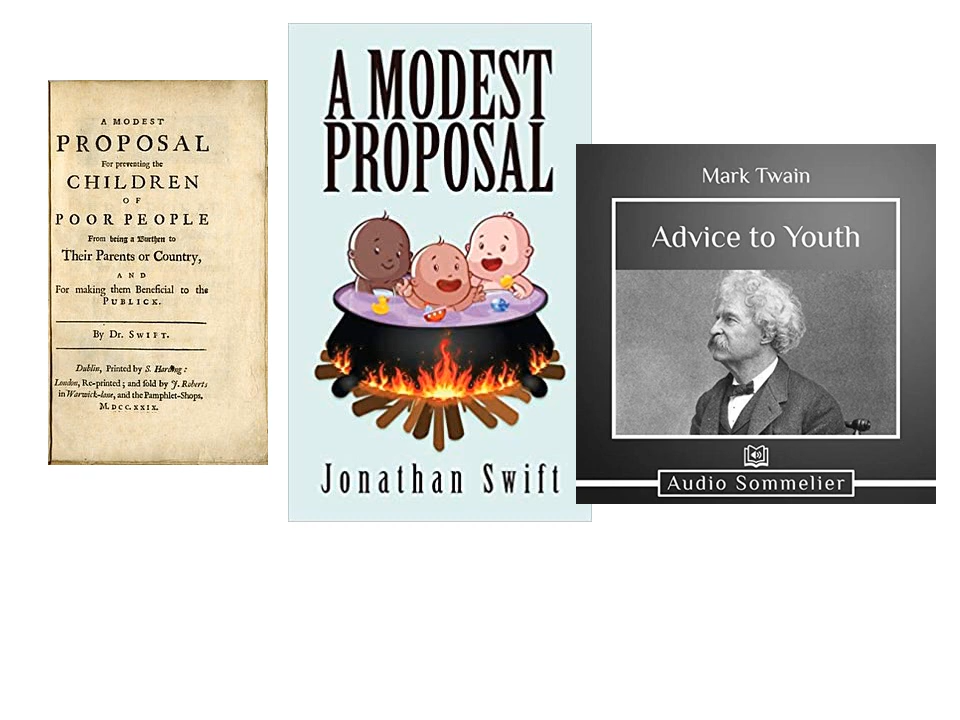 A MODEST
PROPOSAL
For preventing the
CHILDREN
OF
POOR PEOPLE
From being a Burthen to
Their Parents or Country,
AND
For making them Beneficial to the
PUBLICK.
By Dr. SWIFT.
Dublin, Printed by S. Harding:
London, Re-printed; and sold by J. Roberts
in Warwick-lane, and the Pamphlet-Shops.
M.DCC.XXIX.
A MODEST
PROPOSAL
Jonathan Swift
Mark Twain
Advice to Youth
Audio Sommelier